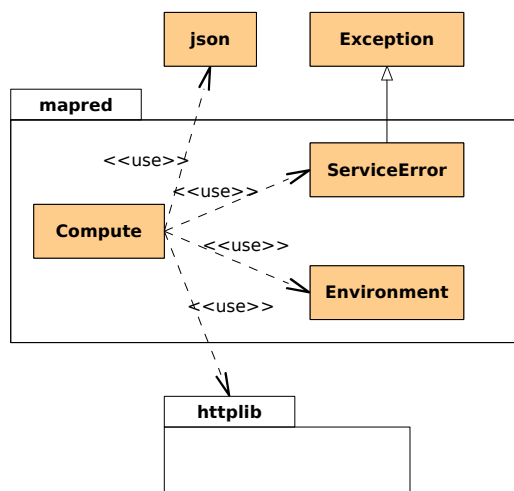 json
Exception
mapred
<<use>>
ServiceError
<<use>>
Compute
<<use>>
Environment
<<use>>
httplib